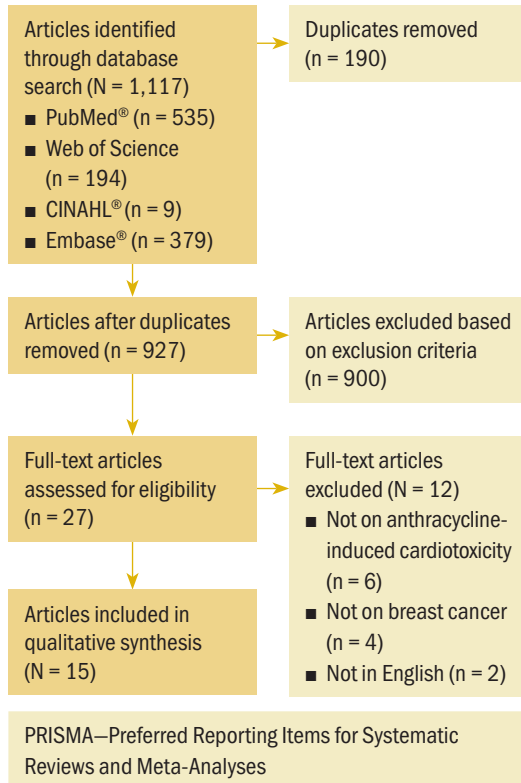 Articles identified
through database
search (N = 1,117)
■ PubMed® (n = 535)
■ Web of Science
(n = 194)
■ CINAHL® (n = 9)
■ Embase® (n = 379)
Duplicates removed
(n = 190)
Articles after duplicates
removed (n = 927)
Articles excluded based
on exclusion criteria
(n = 900)
Full-text articles
assessed for eligibility
(n = 27)
Full-text articles
excluded (N = 12)
■ Not on anthracycline-
induced cardiotoxicity
(n = 6)
■ Not on breast cancer
(n = 4)
■ Not in English (n = 2)
Articles included in
qualitative synthesis
(N = 15)
PRISMA—Preferred Reporting Items for Systematic
Reviews and Meta-Analyses